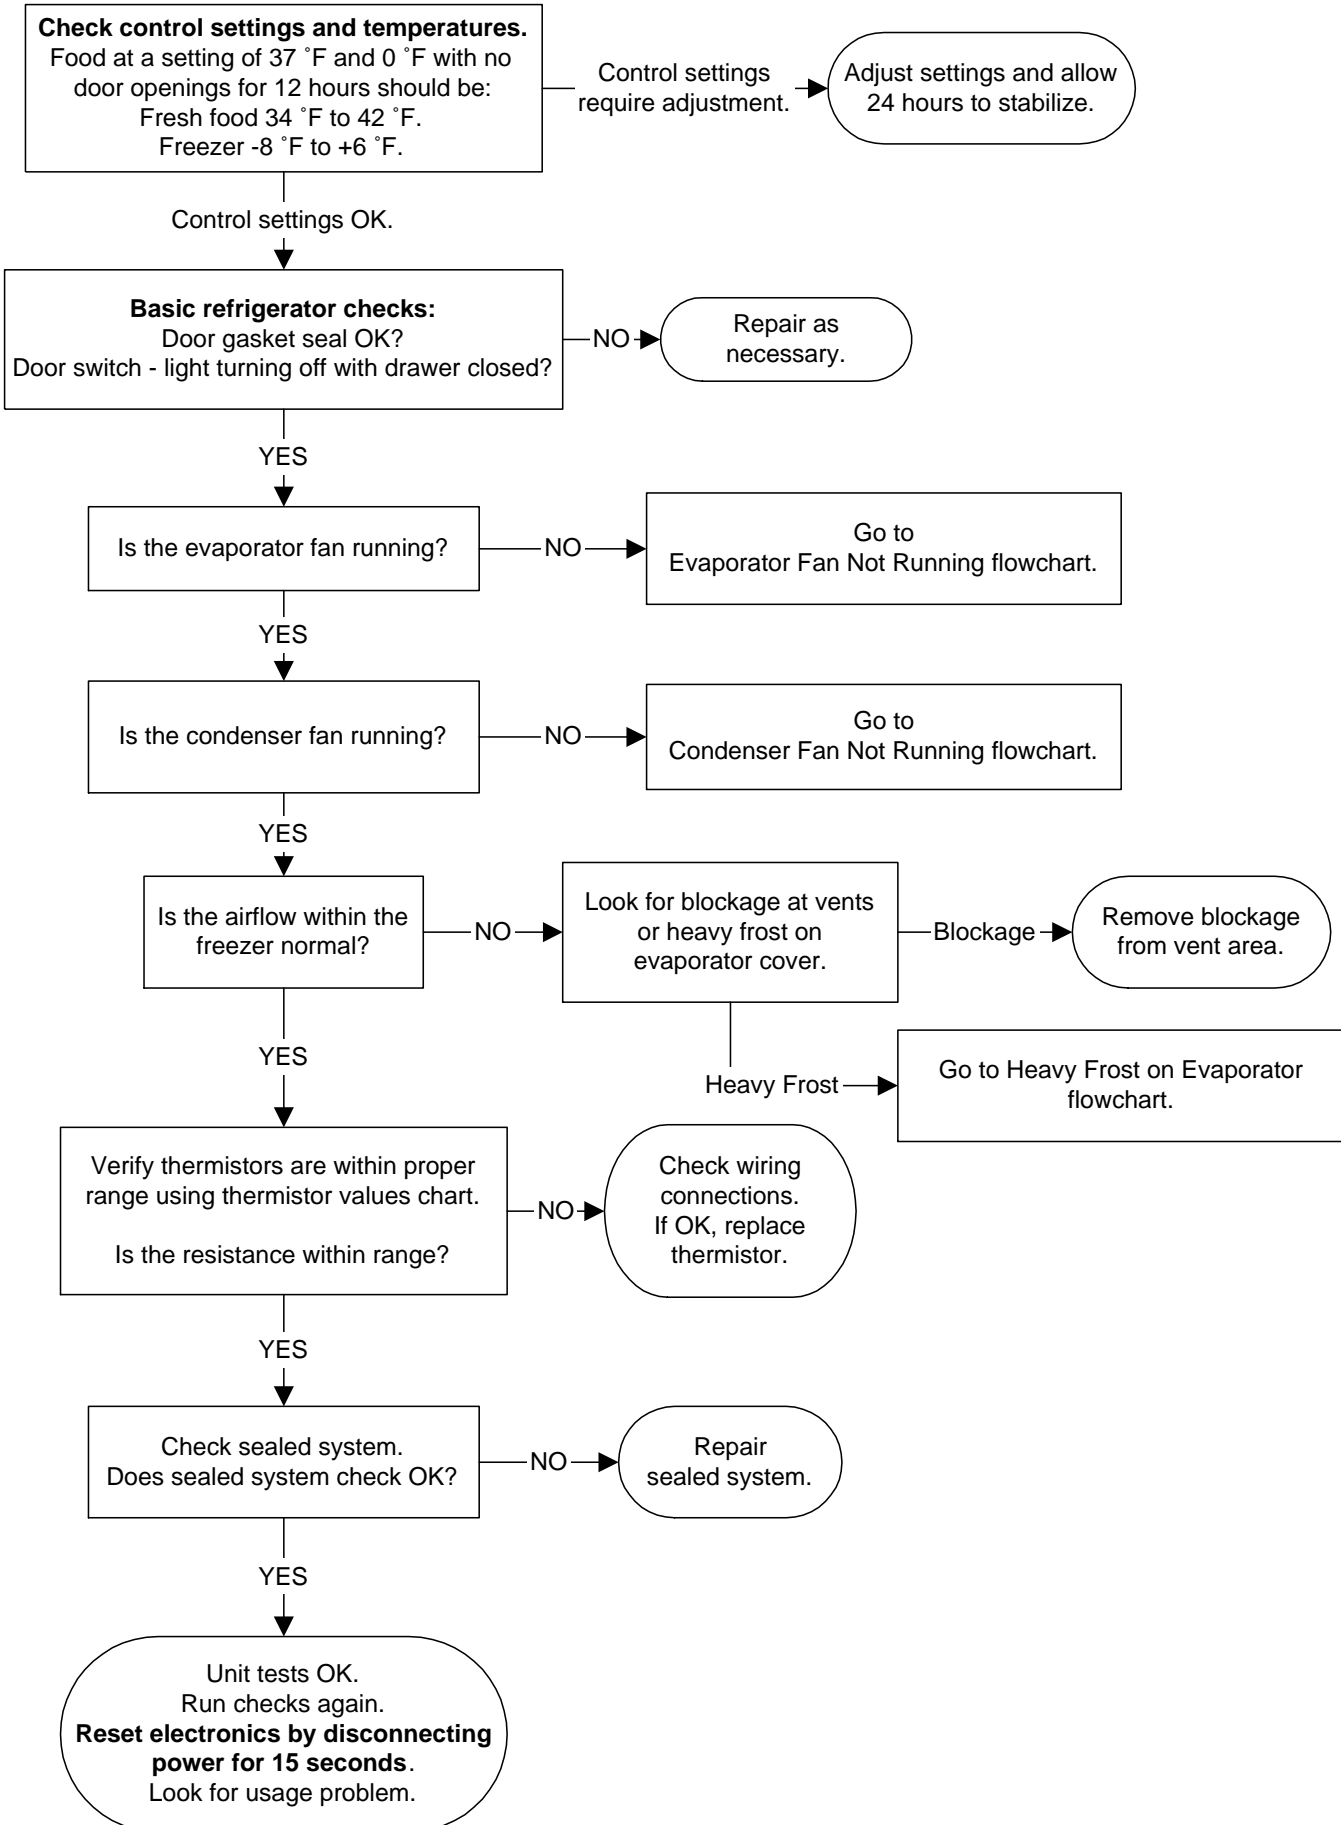 Check control settings and temperatures.
Food at a setting of 37 ˚F and 0 ˚F with no
door openings for 12 hours should be:
Fresh food 34 ˚F to 42 ˚F.
Freezer -8 ˚F to +6 ˚F.
Control settings
require adjustment.
Adjust settings and allow
24 hours to stabilize.
Control settings OK.
Basic refrigerator checks:
Door gasket seal OK?
Door switch - light turning off with drawer closed?
NO
Repair as
necessary.
YES
Is the evaporator fan running?
NO
Go to
Evaporator Fan Not Running flowchart.
YES
Is the condenser fan running?
NO
Go to
Condenser Fan Not Running flowchart.
YES
Is the airflow within the
freezer normal?
NO
Look for blockage at vents
or heavy frost on
evaporator cover.
Blockage
Remove blockage
from vent area.
Heavy Frost
Go to Heavy Frost on Evaporator
flowchart.
YES
Verify thermistors are within proper
range using thermistor values chart.
Is the resistance within range?
NO
Check wiring
connections.
If OK, replace
thermistor.
YES
Check sealed system.
Does sealed system check OK?
NO
Repair
sealed system.
YES
Unit tests OK.
Run checks again.
Reset electronics by disconnecting
power for 15 seconds.
Look for usage problem.